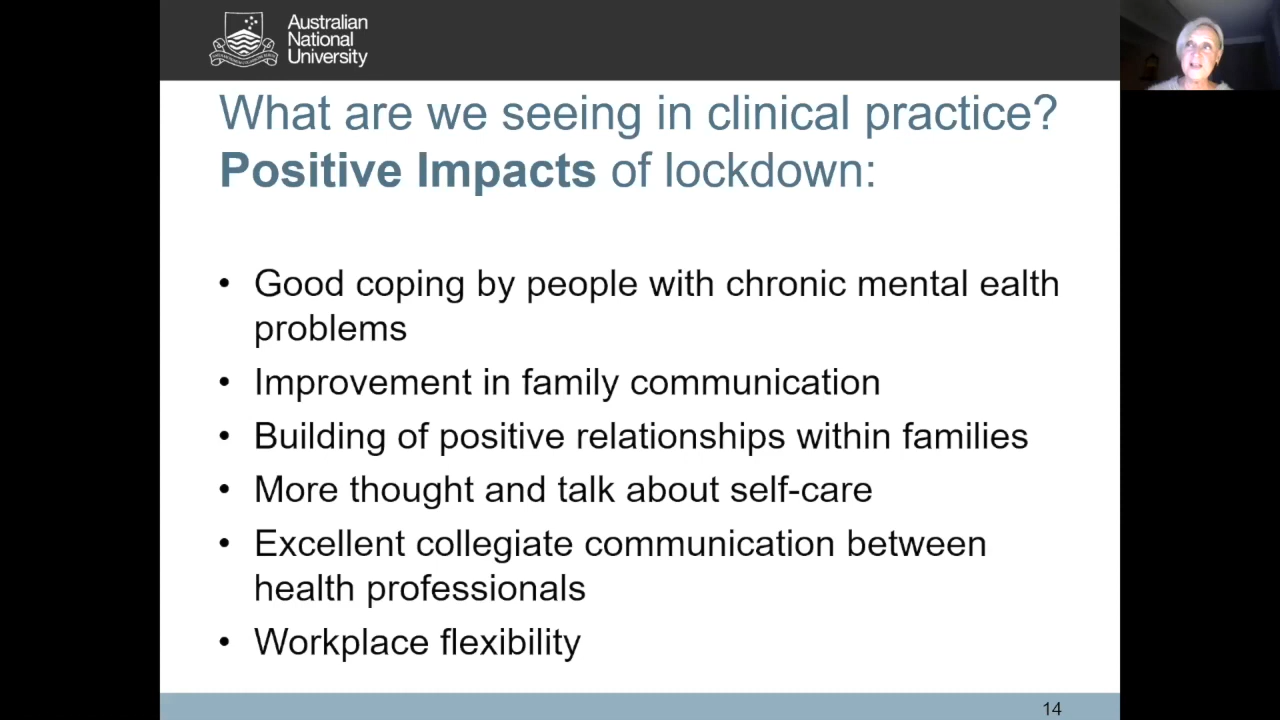 Australian
National
University
What are we seeing in clinical practice?
Positive Impacts of lockdown:
• Good coping by people with chronic mental ealth
problems
• Improvement in family communication
• Building of positive relationships within families
• More thought and talk about self-care
• Excellent collegiate communication between
health professionals
• Workplace flexibility
14